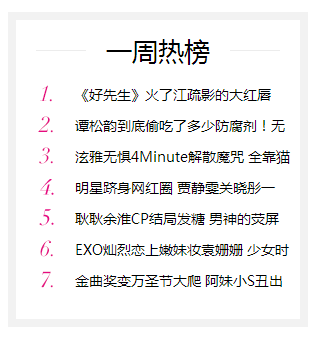 一周热榜
1. 《好先生》火了江疏影的大红唇
2. 谭松韵到底偷吃了多少防腐剂！无
3. 泫雅无惧4Minute解散魔咒 全靠猫
4. 明星跻身网红圈 贾静雯关晓彤一
5. 耿耿余淮CP结局发糖 男神的荧屏
6. EXO灿烈恋上嫩妹妆袁姗姗 少女时
7. 金曲奖变万圣节大爬 阿妹小S丑出